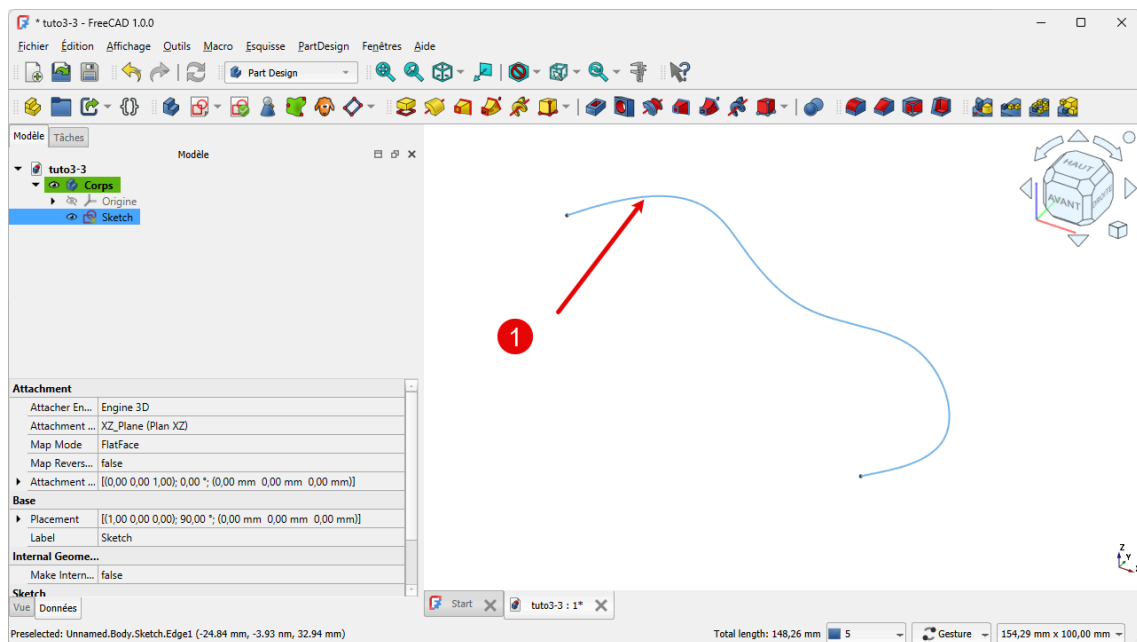 * tuto3-3 - FreeCAD 1.0.0
Fichier Édition Affichage Outils Macro Esquisse PartDesign Fenêtres Aide
Part Design
Modèle Tâches
Modèle
tuto3-3
Corps
Origine
Sketch
HAUT
AVANT
DROITE
1
Attachment
Attacher En... Engine 3D
Attachment ... XZ_Plane (Plan XZ)
Map Mode FlatFace
Map Revers... false
Attachment ... [(0,00 0,00 1,00); 0,00 °; (0,00 mm 0,00 mm 0,00 mm)]
Base
Placement [(1,00 0,00 0,00); 90,00 °; (0,00 mm 0,00 mm 0,00 mm)]
Label Sketch
Internal Geome...
Make Intern... false
Sketch
Z
Y
Vue Données
Start tuto3-3 : 1*
Preselected: Unnamed.Body.Sketch.Edge1 (-24.84 mm, -3.93 nm, 32.94 mm) Total length: 148,26 mm 5 Gesture 154,29 mm x 100,00 mm